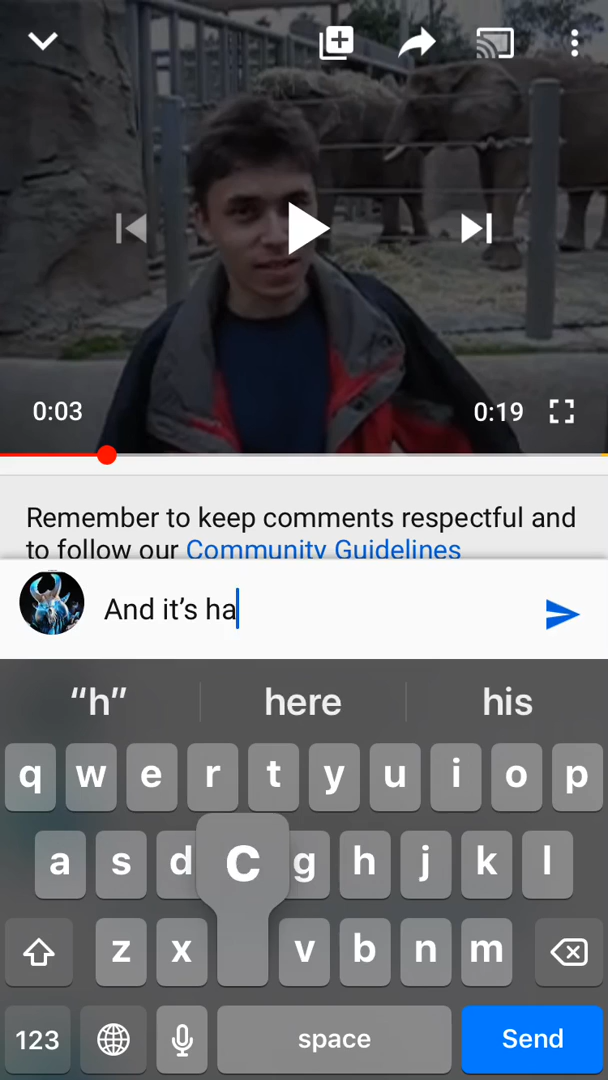 0:03
0:19
Remember to keep comments respectful and
to follow our Community Guidelines
And it’s ha
“h” here his
q w e r t y u i o p
a s d C g h j k l
z x v b n m
123 space Send